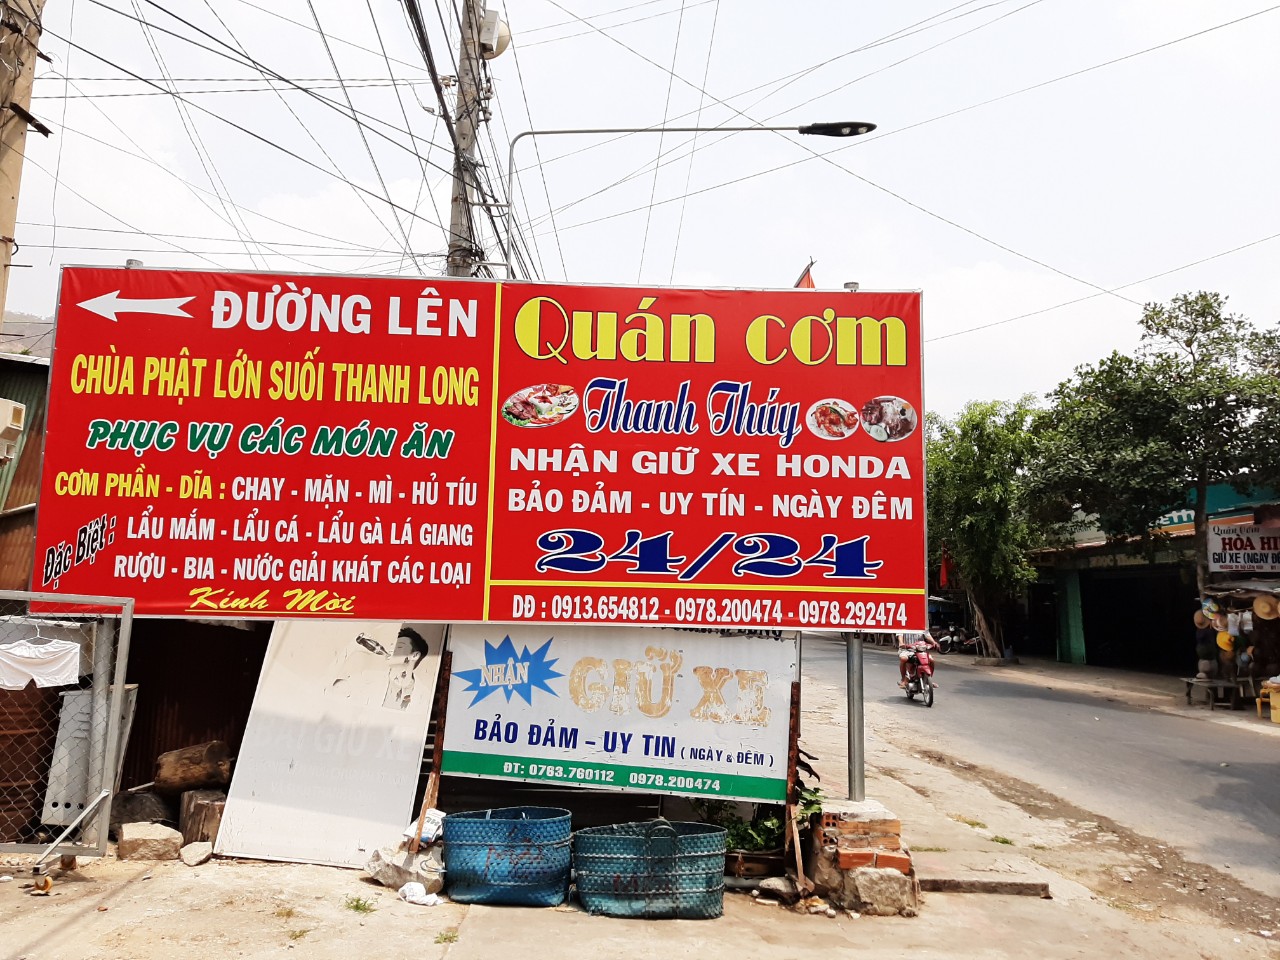 ĐƯỜNG LÊN
CHÙA PHẬT LỚN SUỐI THANH LONG
PHỤC VỤ CÁC MÓN ĂN
CƠM PHẦN - DĨA : CHAY - MẶN - MÌ - HỦ TÍU
Đặc Biệt :
LẨU MẮM - LẨU CÁ - LẨU GÀ LÁ GIANG
RƯỢU - BIA - NƯỚC GIẢI KHÁT CÁC LOẠI
Kính Mời
Quán cơm
Thanh Thúy
NHẬN GIỮ XE HONDA
BẢO ĐẢM - UY TÍN - NGÀY ĐÊM
24/24
DĐ : 0913.654812 - 0978.200474 - 0978.292474
NHẬN
GIỮ XE
BẢO ĐẢM - UY TIN ( NGÀY & ĐÊM )
ĐT: 0763.760112 0978.200474
Quán Cơm
GIỮ XE (NGÀY